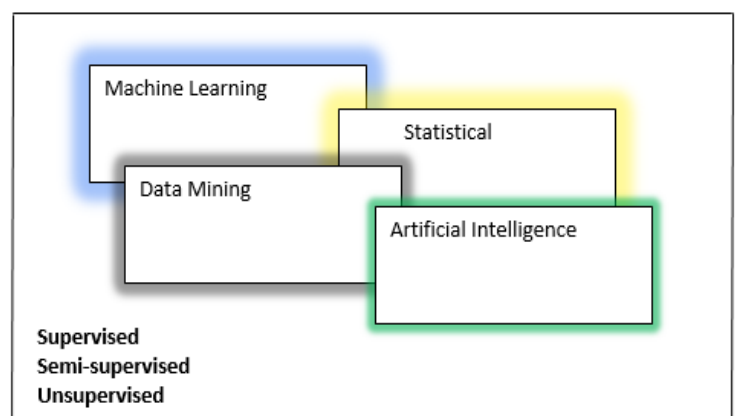 Machine Learning
Statistical
Data Mining
Artificial Intelligence
Supervised
Semi-supervised
Unsupervised